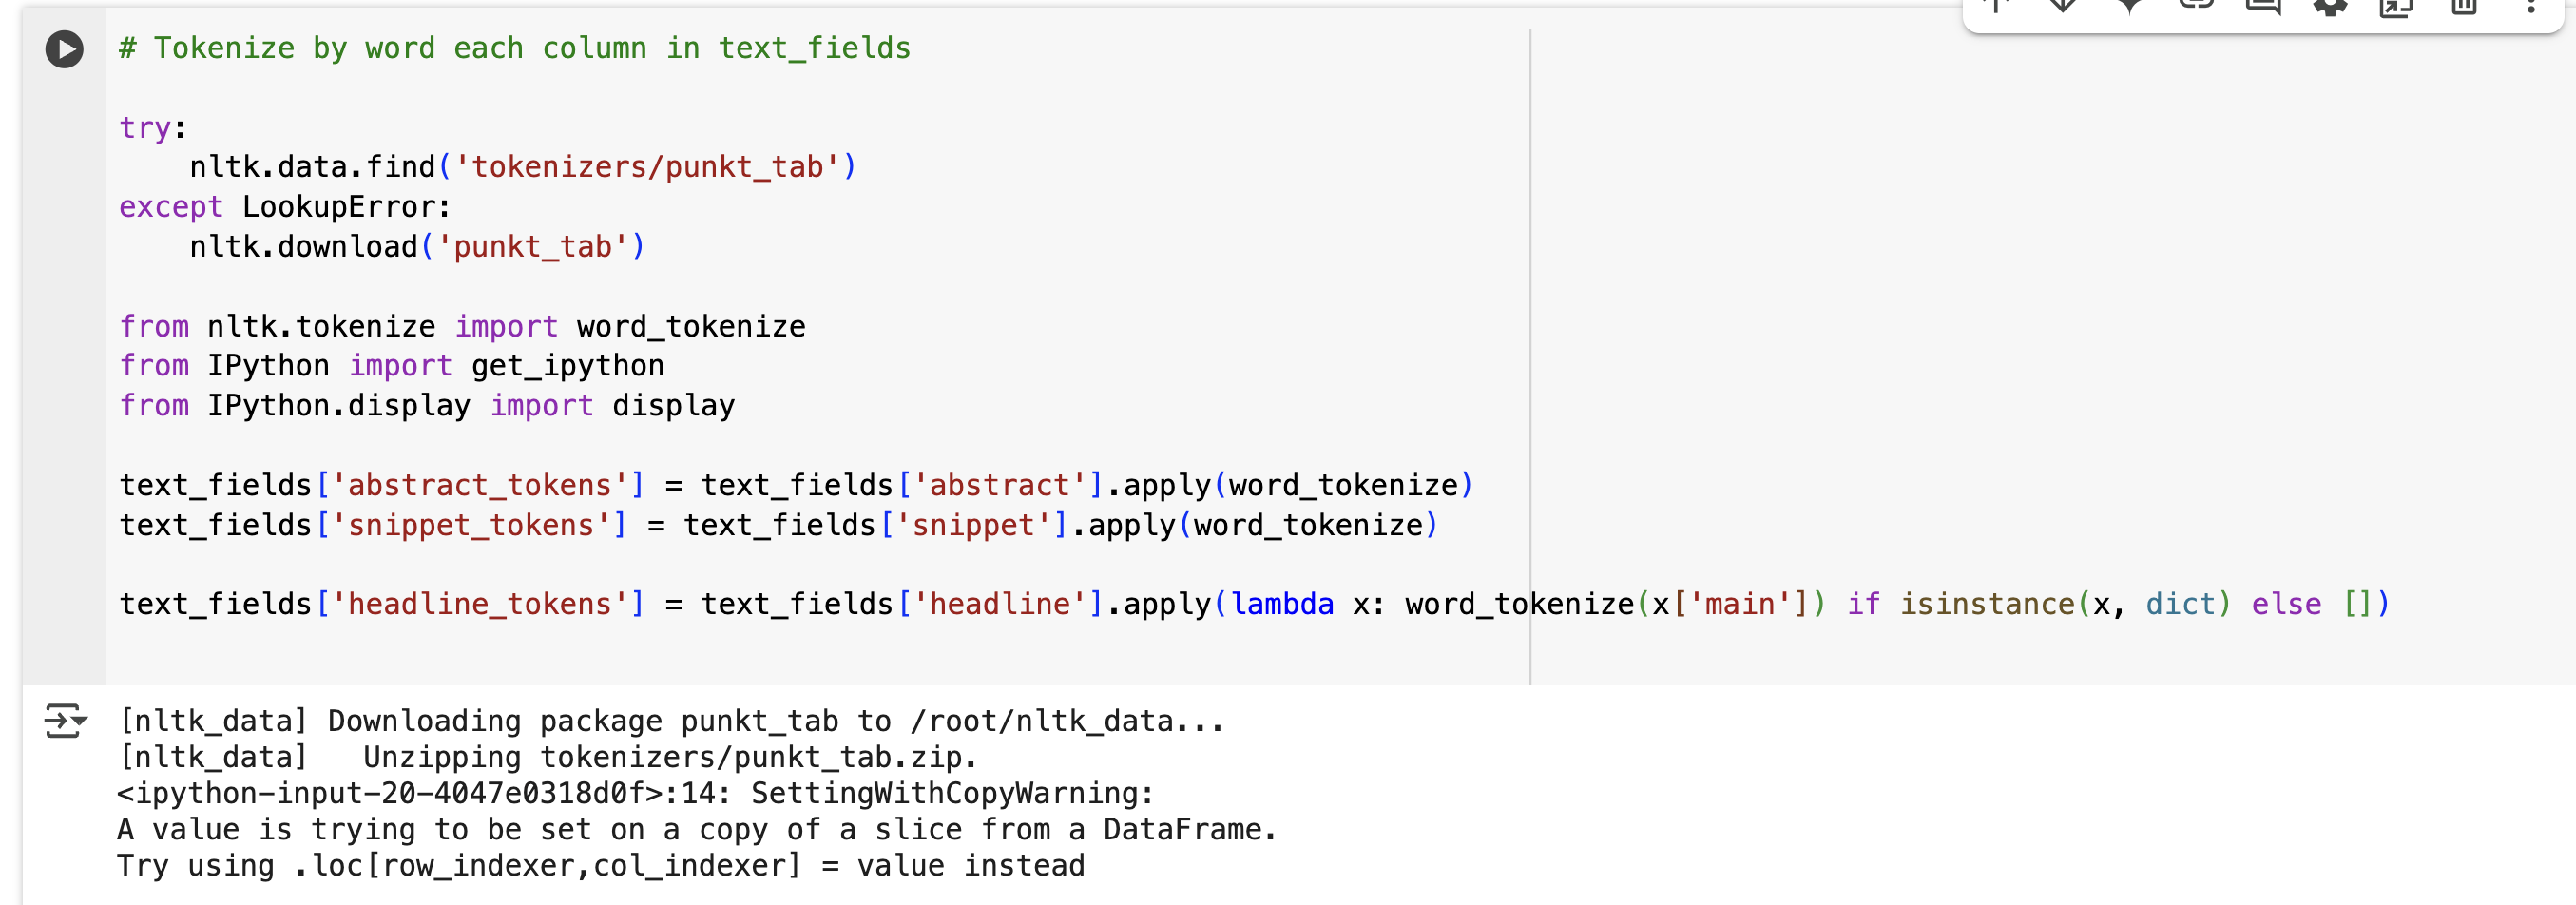 # Tokenize by word each column in text_fields
try:
    nltk.data.find('tokenizers/punkt_tab')
except LookupError:
    nltk.download('punkt_tab')
from nltk.tokenize import word_tokenize
from IPython import get_ipython
from IPython.display import display
text_fields['abstract_tokens'] = text_fields['abstract'].apply(word_tokenize)
text_fields['snippet_tokens'] = text_fields['snippet'].apply(word_tokenize)
text_fields['headline_tokens'] = text_fields['headline'].apply(lambda x: word_tokenize(x['main']) if isinstance(x, dict) else [])
[nltk_data] Downloading package punkt_tab to /root/nltk_data...
[nltk_data]   Unzipping tokenizers/punkt_tab.zip.
<ipython-input-20-4047e0318d0f>:14: SettingWithCopyWarning:
A value is trying to be set on a copy of a slice from a DataFrame.
Try using .loc[row_indexer,col_indexer] = value instead